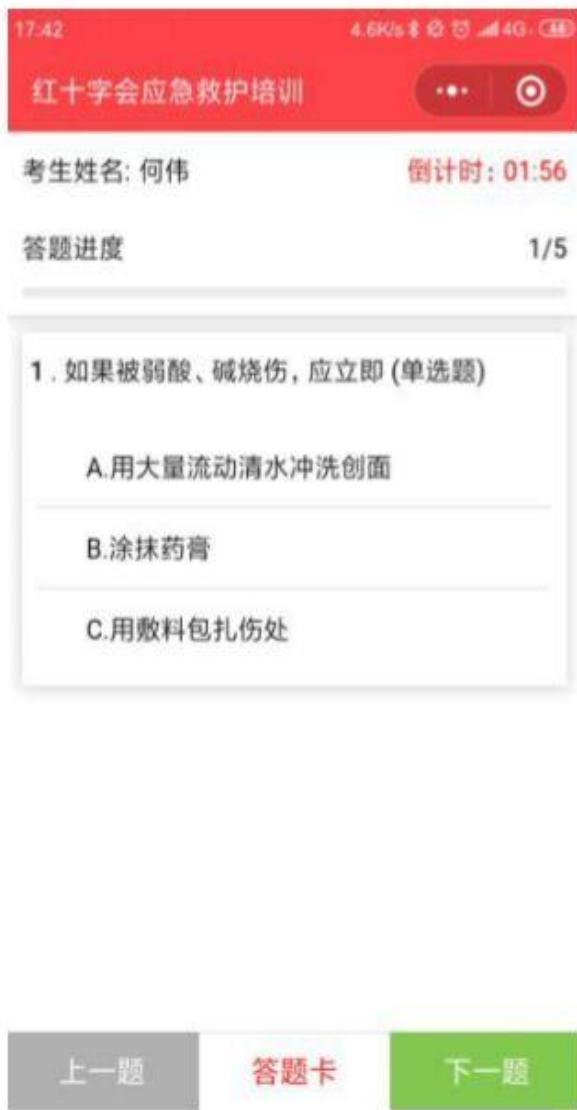 17:42 4.6K/s 4G
红十字会应急救护培训
考生姓名: 何伟 倒计时: 01:56
答题进度 1/5
1 . 如果被弱酸、碱烧伤, 应立即 (单选题)
A.用大量流动清水冲洗创面
B.涂抹药膏
C.用敷料包扎伤处
上一题 答题卡 下一题